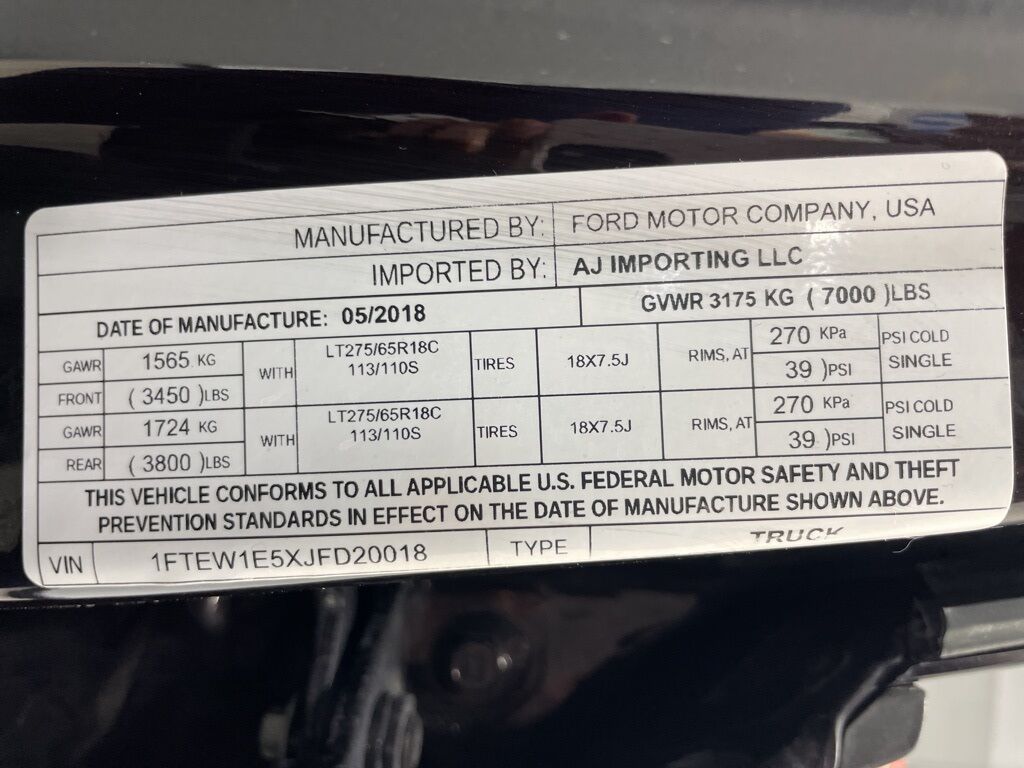 MANUFACTURED BY: FORD MOTOR COMPANY, USA
IMPORTED BY: AJ IMPORTING LLC
DATE OF MANUFACTURE: 05/2018 GVWR 3175 KG ( 7000 )LBS
GAWR 1565 KG WITH LT275/65R18C 113/110S TIRES 18X7.5J RIMS, AT 270 KPa PSI COLD
FRONT ( 3450 )LBS 39 )PSI SINGLE
GAWR 1724 KG WITH LT275/65R18C 113/110S TIRES 18X7.5J RIMS, AT 270 KPa PSI COLD
REAR ( 3800 )LBS 39 )PSI SINGLE
THIS VEHICLE CONFORMS TO ALL APPLICABLE U.S. FEDERAL MOTOR SAFETY AND THEFT
PREVENTION STANDARDS IN EFFECT ON THE DATE OF MANUFACTURE SHOWN ABOVE.
VIN 1FTEW1E5XJFD20018 TYPE TRUCK